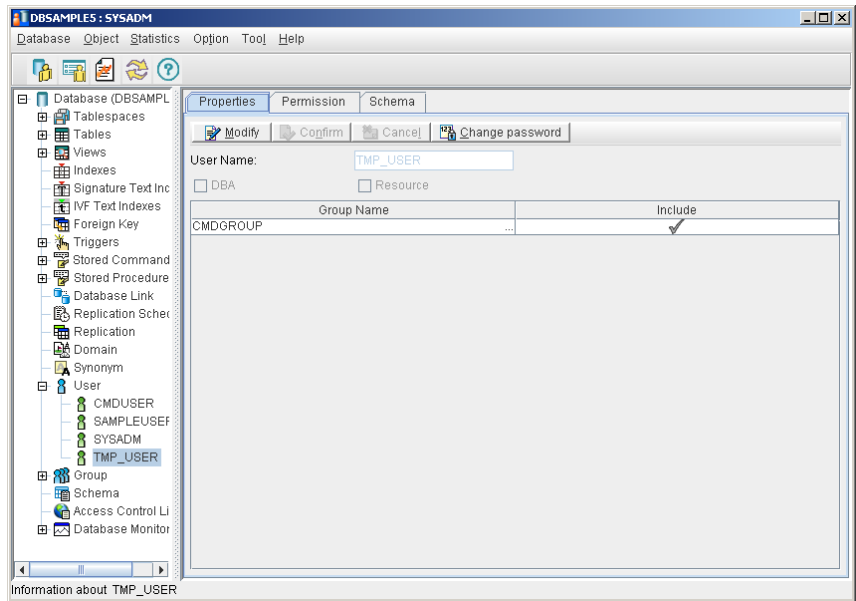 DBSAMPLE5 : SYSADM
Database Object Statistics Option Tool Help
Database (DBSAMPL
Tablespaces
Tables
Views
Indexes
Signature Text Inc
IVF Text Indexes
Foreign Key
Triggers
Stored Command
Stored Procedure
Database Link
Replication Sched
Replication
Domain
Synonym
User
CMDUSER
SAMPLEUSER
SYSADM
TMP_USER
Group
Schema
Access Control Li
Database Monitor
Properties Permission Schema
Modify Confirm Cancel Change password
User Name: TMP_USER
DBA Resource
Group Name Include
CMDGROUP ...
Information about TMP_USER